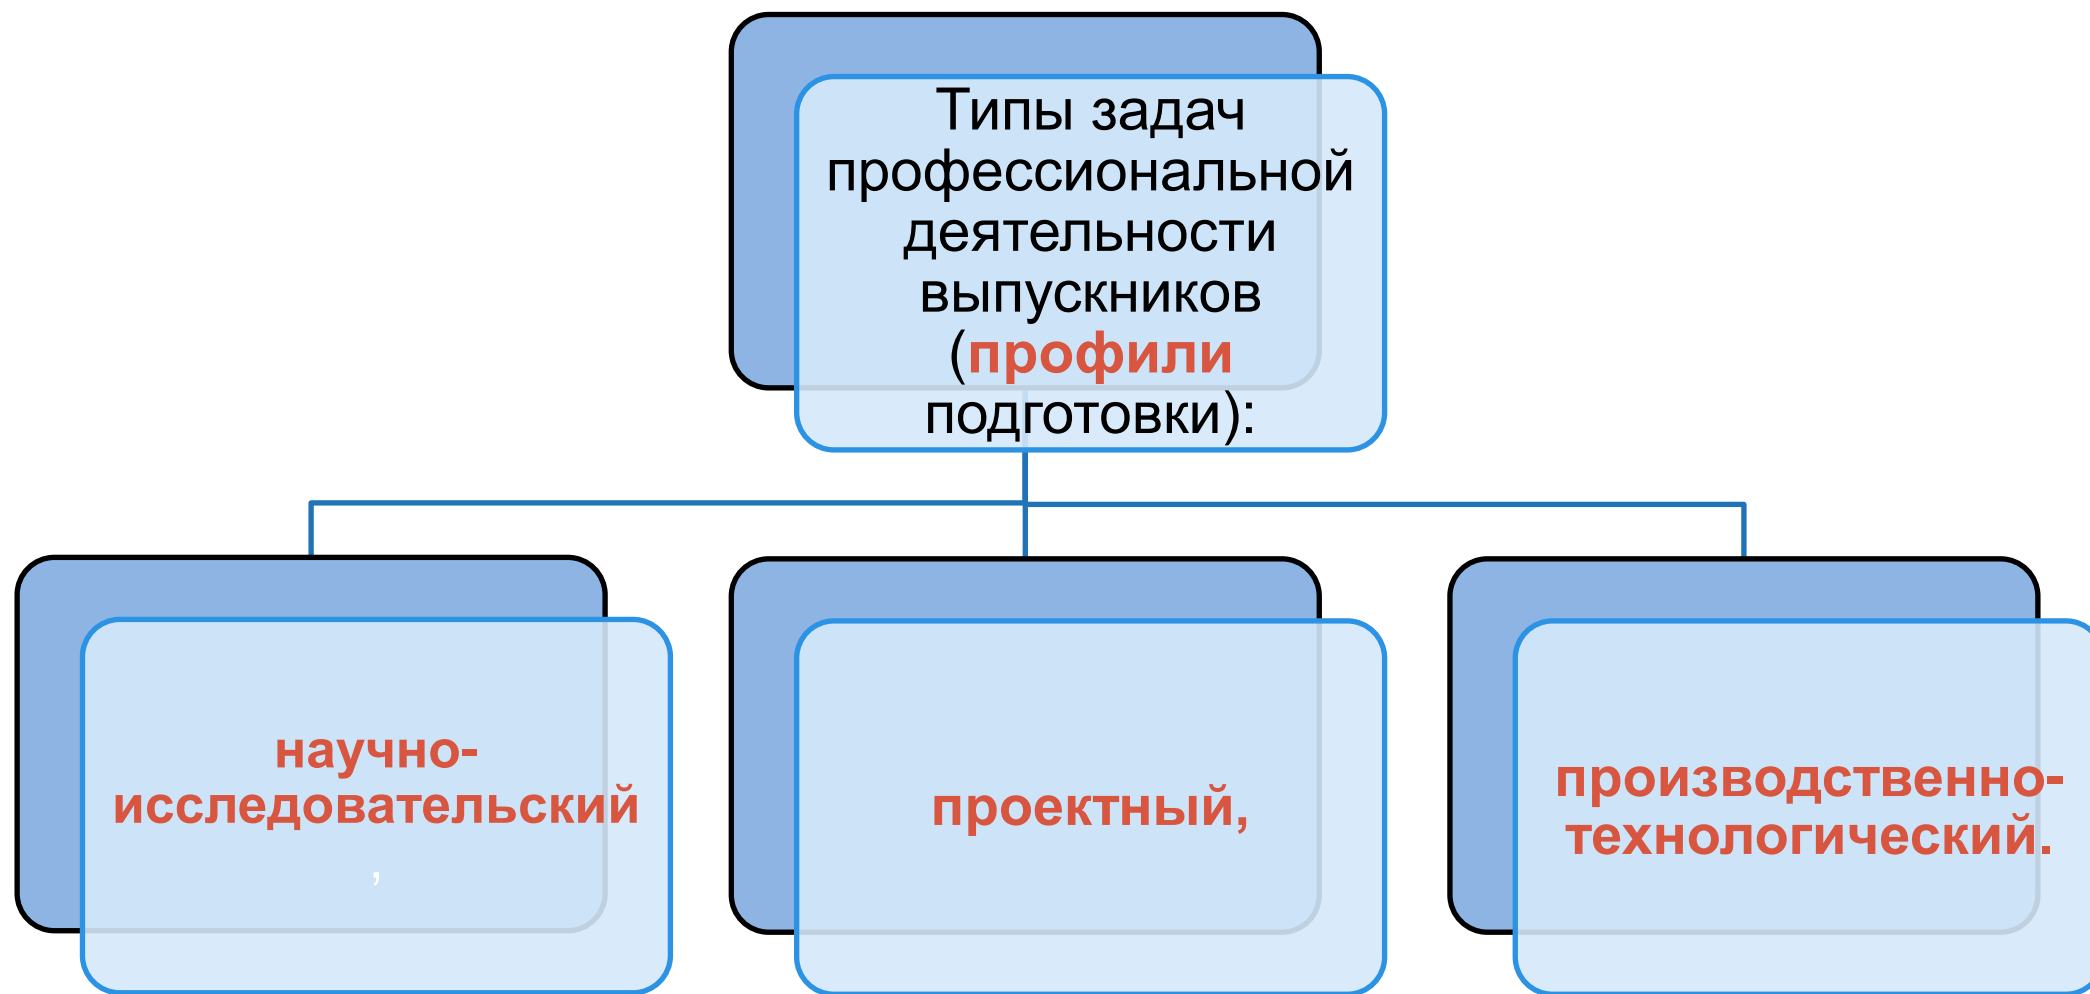 Типы задач
профессиональной
деятельности
выпускников
(профили
подготовки):
научно-
исследовательский
,
проектный,
производственно-
технологический.